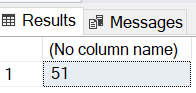 Results Messages
(No column name)
1 51